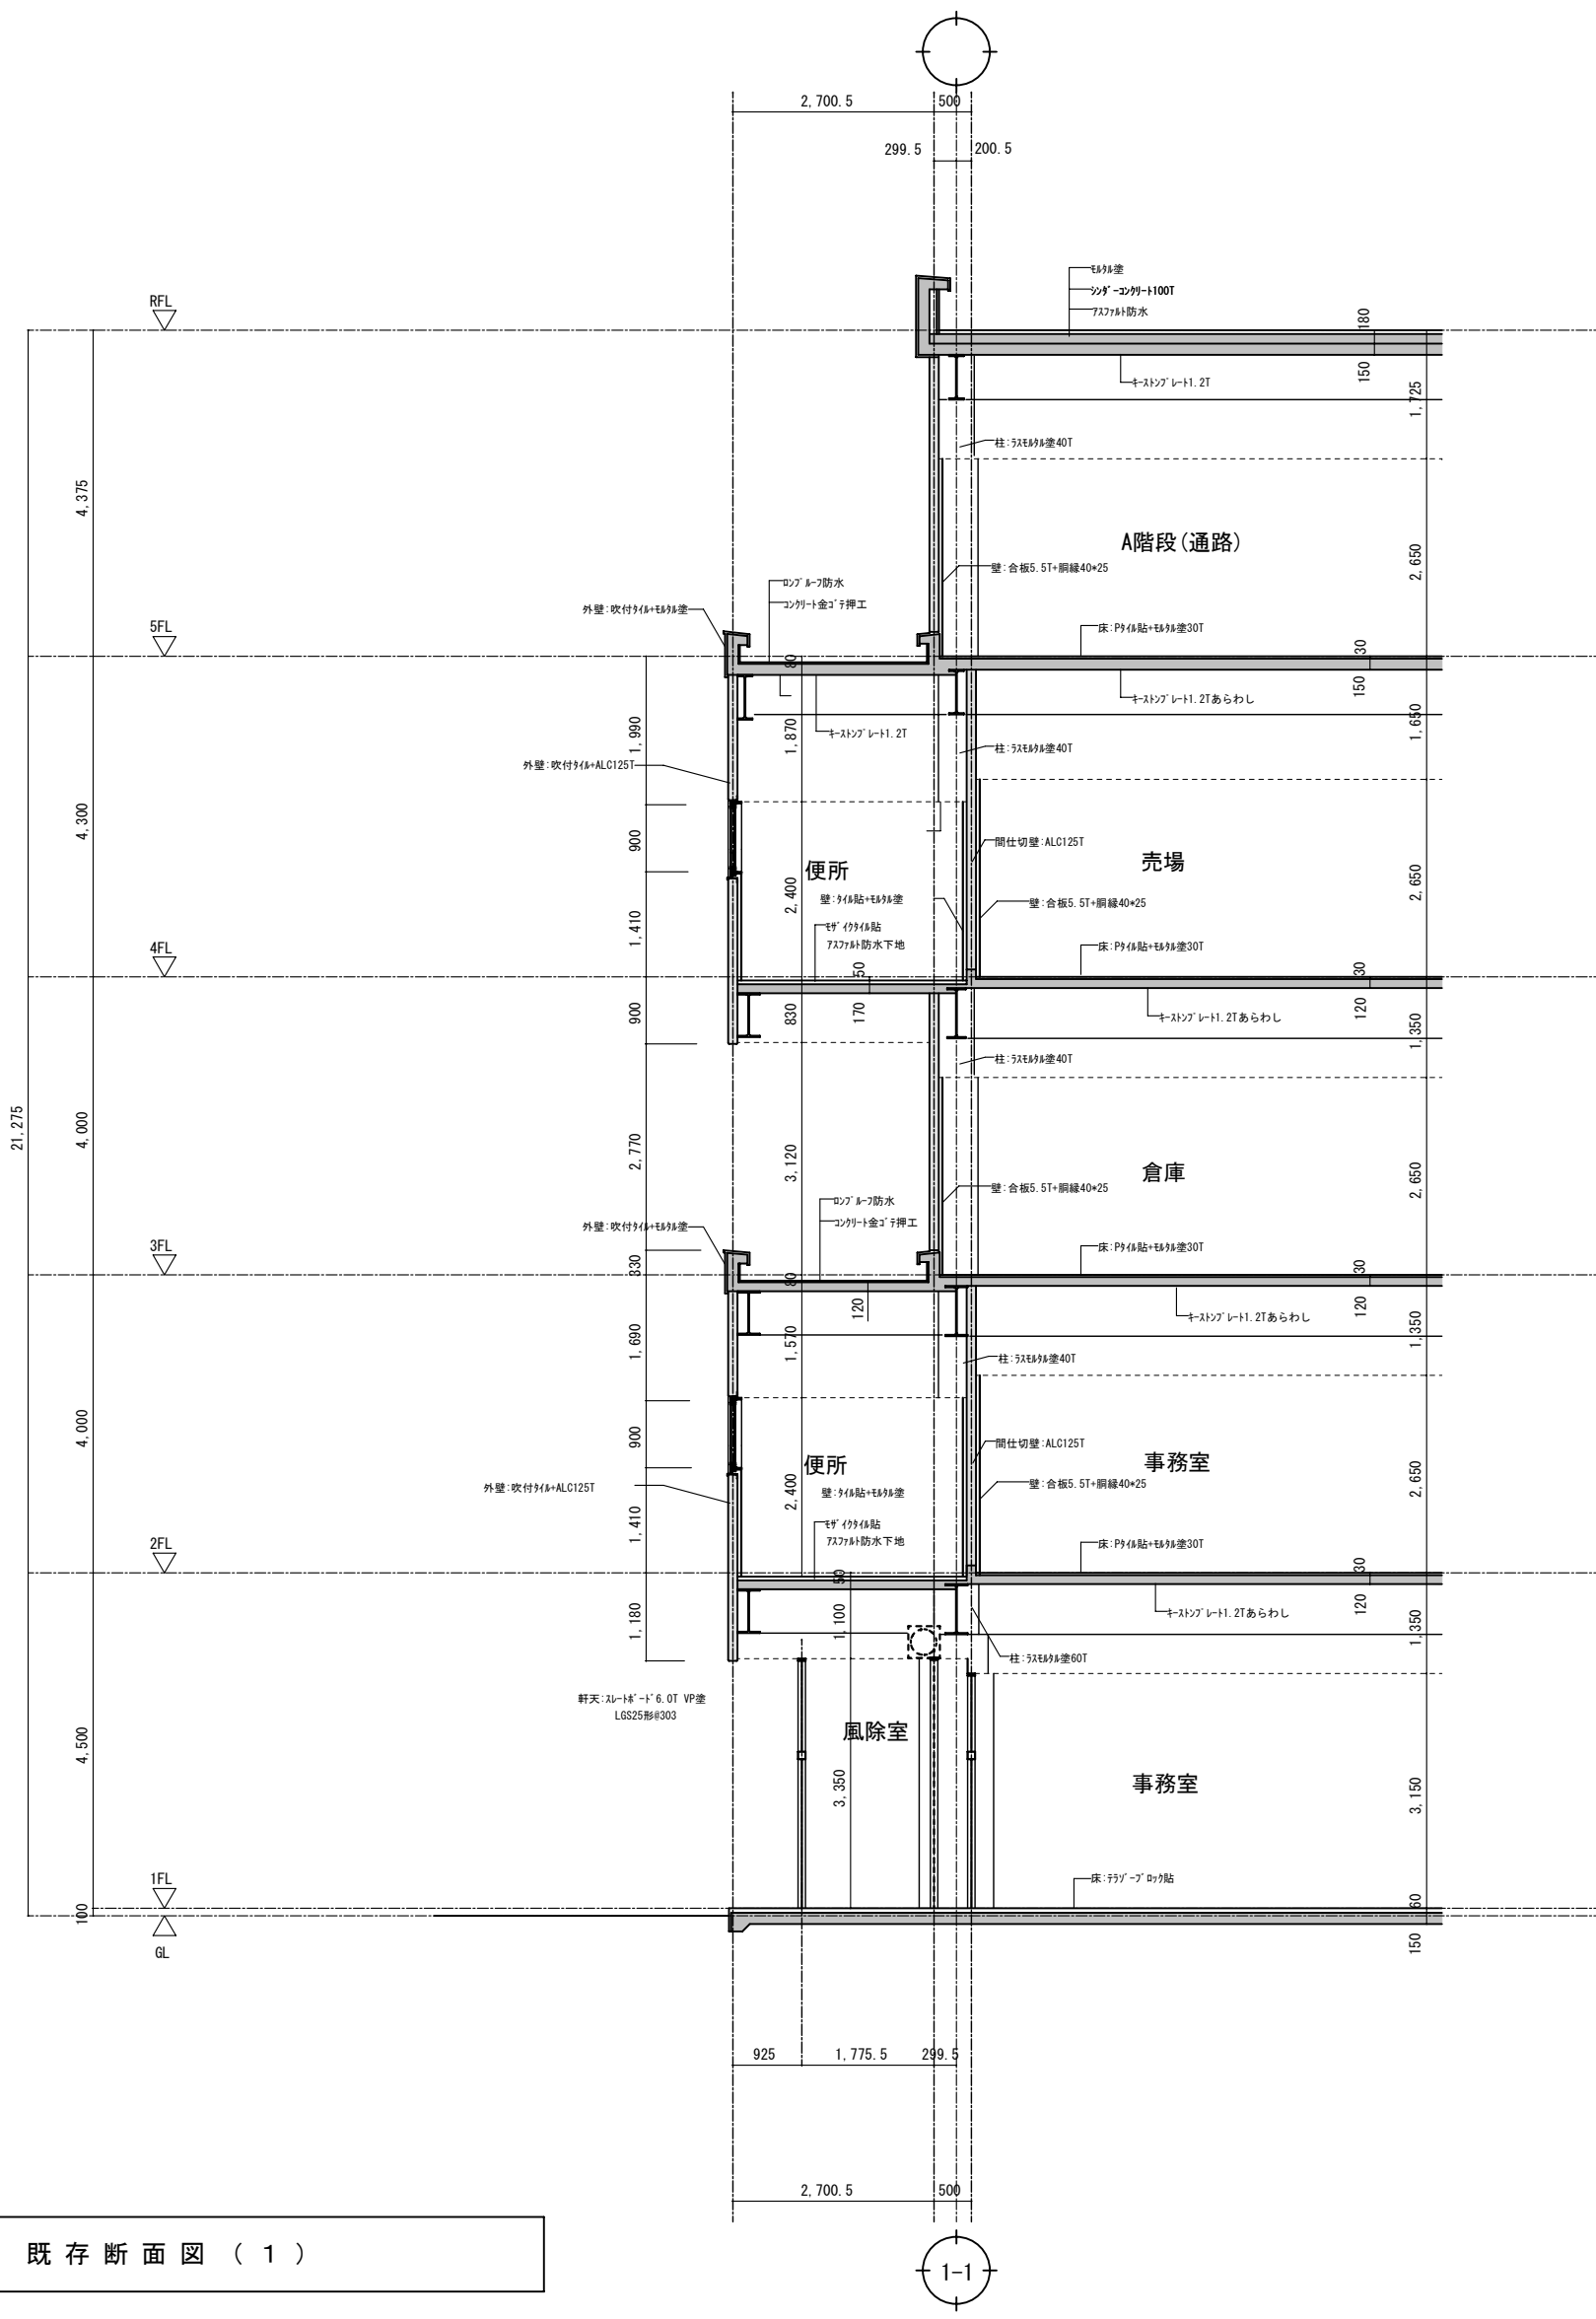 2,700.5
500
299.5
200.5
モルタル塗
シンダーコンクリート100T
アスファルト防水
RFL
180
150
キーストンプレート1.2T
1,725
柱:ラスモルタル塗40T
4,375
A階段(通路)
2,650
壁:合板5.5T+胴縁40*25
ロンプルーフ防水
コンクリート金ゴテ押工
外壁:吹付タイル+モルタル塗
5FL
床:Pタイル貼+モルタル塗30T
30
80
150
キーストンプレート1.2Tあらわし
1,990
1,870
キーストンプレート1.2T
1,650
柱:ラスモルタル塗40T
外壁:吹付タイル+ALC125T
4,300
900
間仕切壁:ALC125T
便所
売場
2,400
2,650
壁:タイル貼+モルタル塗
壁:合板5.5T+胴縁40*25
1,410
モザイクタイル貼
アスファルト防水下地
4FL
床:Pタイル貼+モルタル塗30T
50
30
900
830
170
120
キーストンプレート1.2Tあらわし
1,350
柱:ラスモルタル塗40T
21,275
4,000
2,770
3,120
倉庫
2,650
壁:合板5.5T+胴縁40*25
ロンプルーフ防水
コンクリート金ゴテ押工
外壁:吹付タイル+モルタル塗
3FL
床:Pタイル貼+モルタル塗30T
330
80
30
120
120
キーストンプレート1.2Tあらわし
1,690
1,570
1,350
柱:ラスモルタル塗40T
4,000
900
間仕切壁:ALC125T
便所
事務室
外壁:吹付タイル+ALC125T
2,400
壁:タイル貼+モルタル塗
壁:合板5.5T+胴縁40*25
2,650
1,410
モザイクタイル貼
アスファルト防水下地
2FL
床:Pタイル貼+モルタル塗30T
50
30
1,180
1,100
120
キーストンプレート1.2Tあらわし
1,350
柱:ラスモルタル塗60T
軒天:スレートボード6.0T VP塗
LGS25形@303
4,500
風除室
3,350
事務室
3,150
1FL
床:テラゾーブロック貼
100
60
GL
150
925
1,775.5
299.5
2,700.5
500
既存断面図(1)
1-1